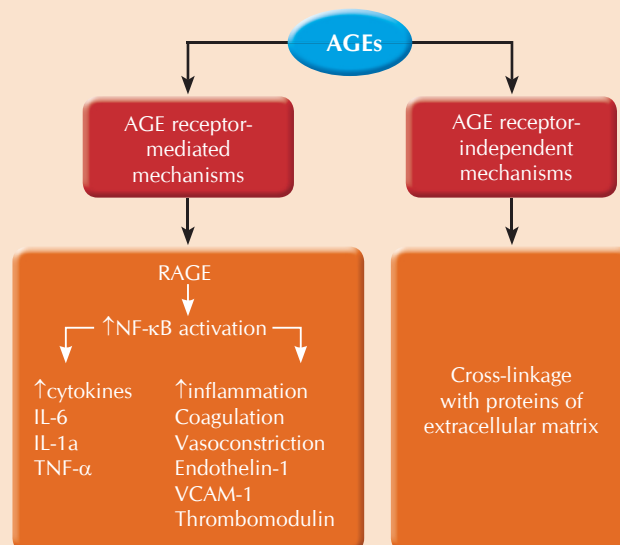 AGEs
AGE receptor-
mediated
mechanisms
AGE receptor-
independent
mechanisms
RAGE
↑NF-κB activation
↑cytokines
IL-6
IL-1a
TNF-α
↑inflammation
Coagulation
Vasoconstriction
Endothelin-1
VCAM-1
Thrombomodulin
Cross-linkage
with proteins of
extracellular matrix